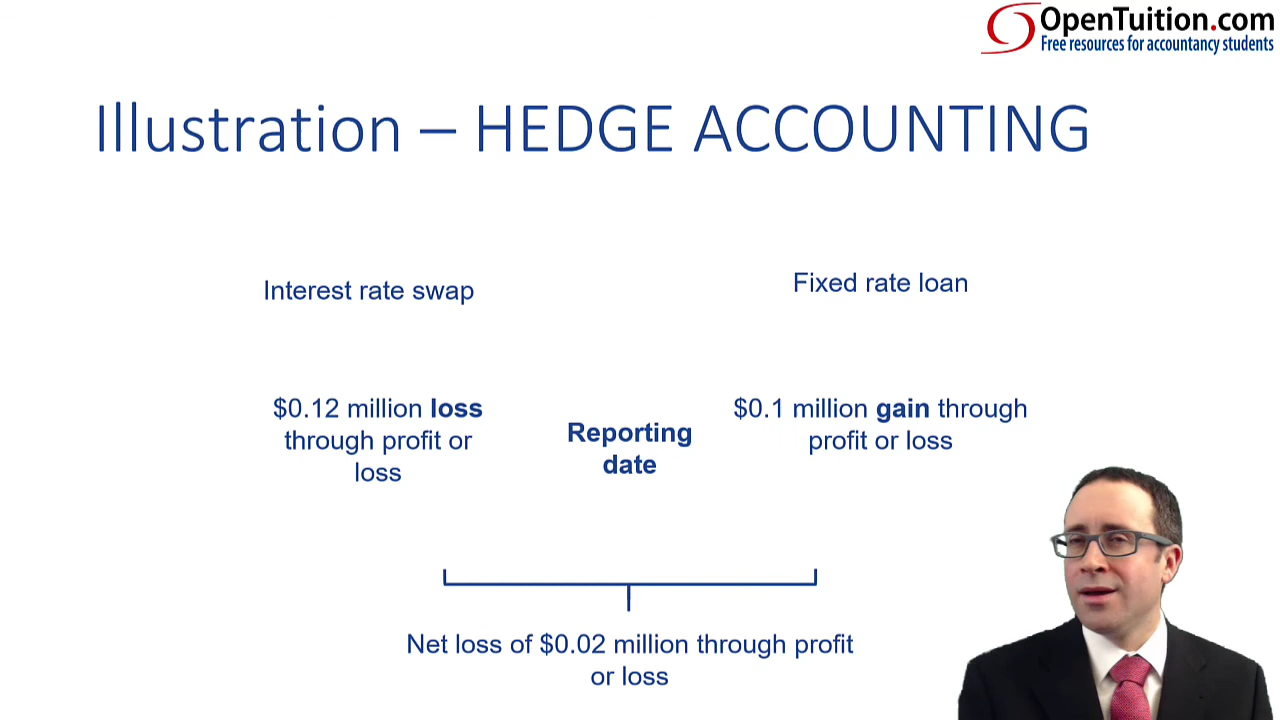 OpenTuition.com
Free resources for accountancy students
Illustration – HEDGE ACCOUNTING
Interest rate swap
Fixed rate loan
$0.12 million loss
through profit or
loss
Reporting
date
$0.1 million gain through
profit or loss
Net loss of $0.02 million through profit
or loss